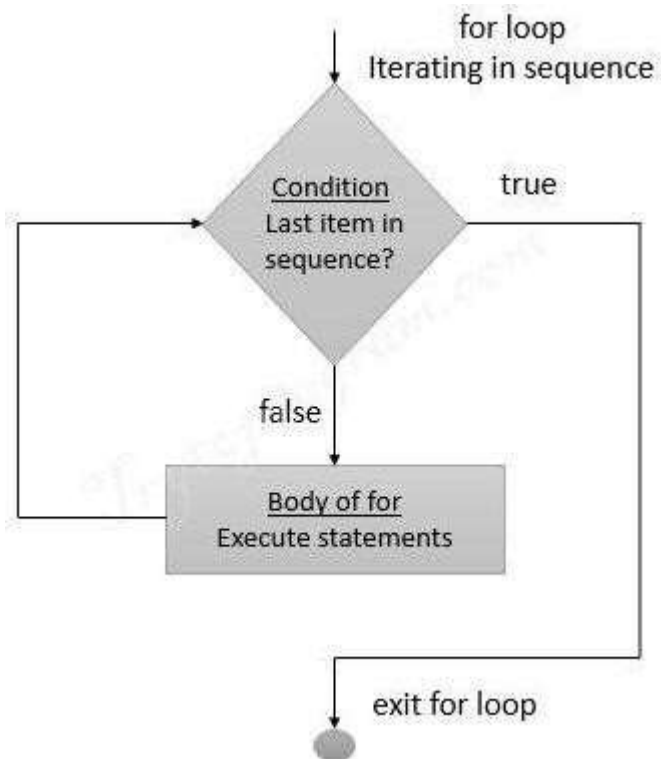 for loop
Iterating in sequence
Condition
Last item in
sequence?
true
false
Body of for
Execute statements
exit for loop